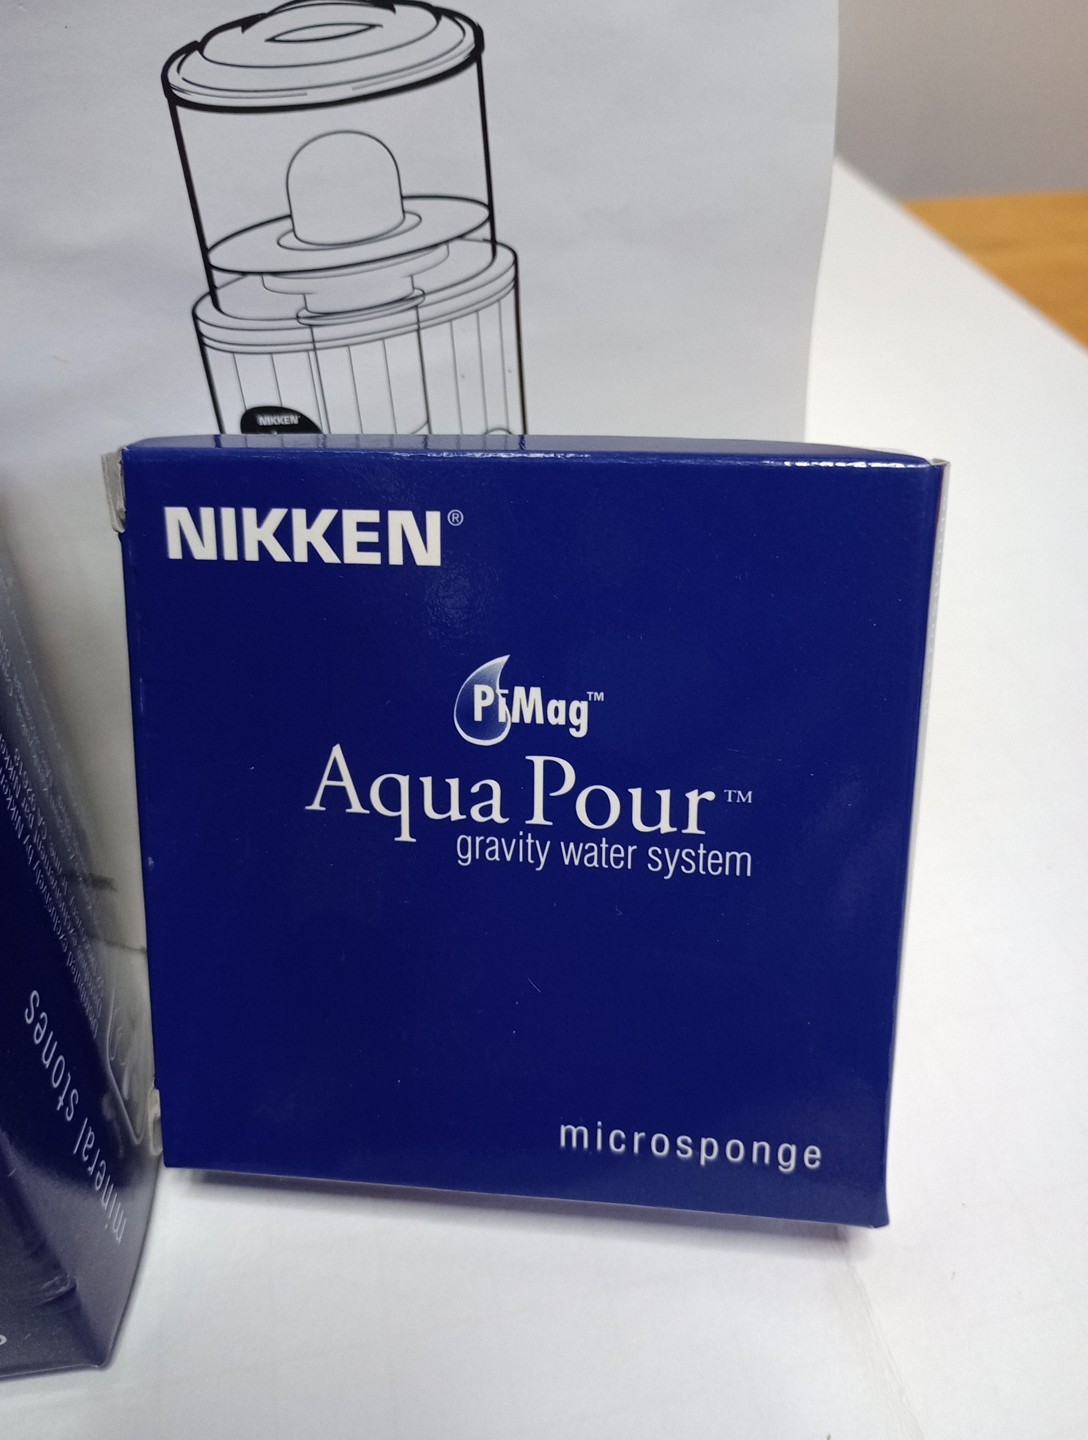 NIKKEN
NIKKEN®
PiMag™
Aqua Pour™
gravity water system
microsponge
mineral stones